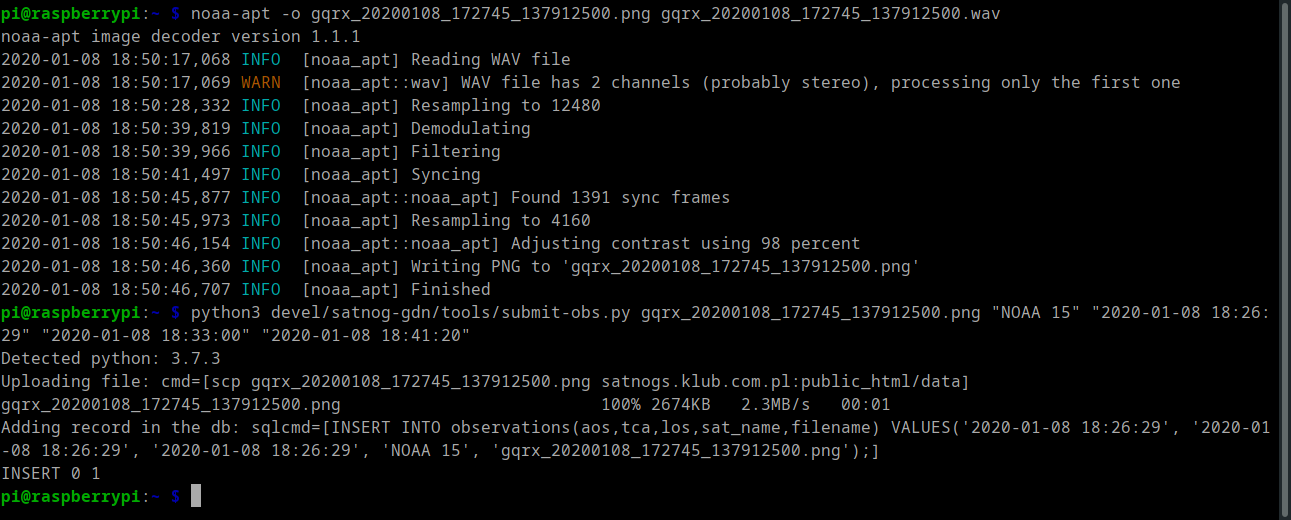 pi@raspberrypi:~ $ noaa-apt -o gqrx_20200108_172745_137912500.png gqrx_20200108_172745_137912500.wav
noaa-apt image decoder version 1.1.1
2020-01-08 18:50:17,068 INFO  [noaa_apt] Reading WAV file
2020-01-08 18:50:17,069 WARN  [noaa_apt::wav] WAV file has 2 channels (probably stereo), processing only the first one
2020-01-08 18:50:28,332 INFO  [noaa_apt] Resampling to 12480
2020-01-08 18:50:39,819 INFO  [noaa_apt] Demodulating
2020-01-08 18:50:39,966 INFO  [noaa_apt] Filtering
2020-01-08 18:50:41,497 INFO  [noaa_apt] Syncing
2020-01-08 18:50:45,877 INFO  [noaa_apt::noaa_apt] Found 1391 sync frames
2020-01-08 18:50:45,973 INFO  [noaa_apt] Resampling to 4160
2020-01-08 18:50:46,154 INFO  [noaa_apt::noaa_apt] Adjusting contrast using 98 percent
2020-01-08 18:50:46,360 INFO  [noaa_apt] Writing PNG to 'gqrx_20200108_172745_137912500.png'
2020-01-08 18:50:46,707 INFO  [noaa_apt] Finished
pi@raspberrypi:~ $ python3 devel/satnog-gdn/tools/submit-obs.py gqrx_20200108_172745_137912500.png "NOAA 15" "2020-01-08 18:26:
29" "2020-01-08 18:33:00" "2020-01-08 18:41:20"
Detected python: 3.7.3
Uploading file: cmd=[scp gqrx_20200108_172745_137912500.png satnogs.klub.com.pl:public_html/data]
gqrx_20200108_172745_137912500.png                          100% 2674KB   2.3MB/s   00:01
Adding record in the db: sqlcmd=[INSERT INTO observations(aos,tca,los,sat_name,filename) VALUES('2020-01-08 18:26:29', '2020-01
-08 18:26:29', '2020-01-08 18:26:29', 'NOAA 15', 'gqrx_20200108_172745_137912500.png');]
INSERT 0 1
pi@raspberrypi:~ $